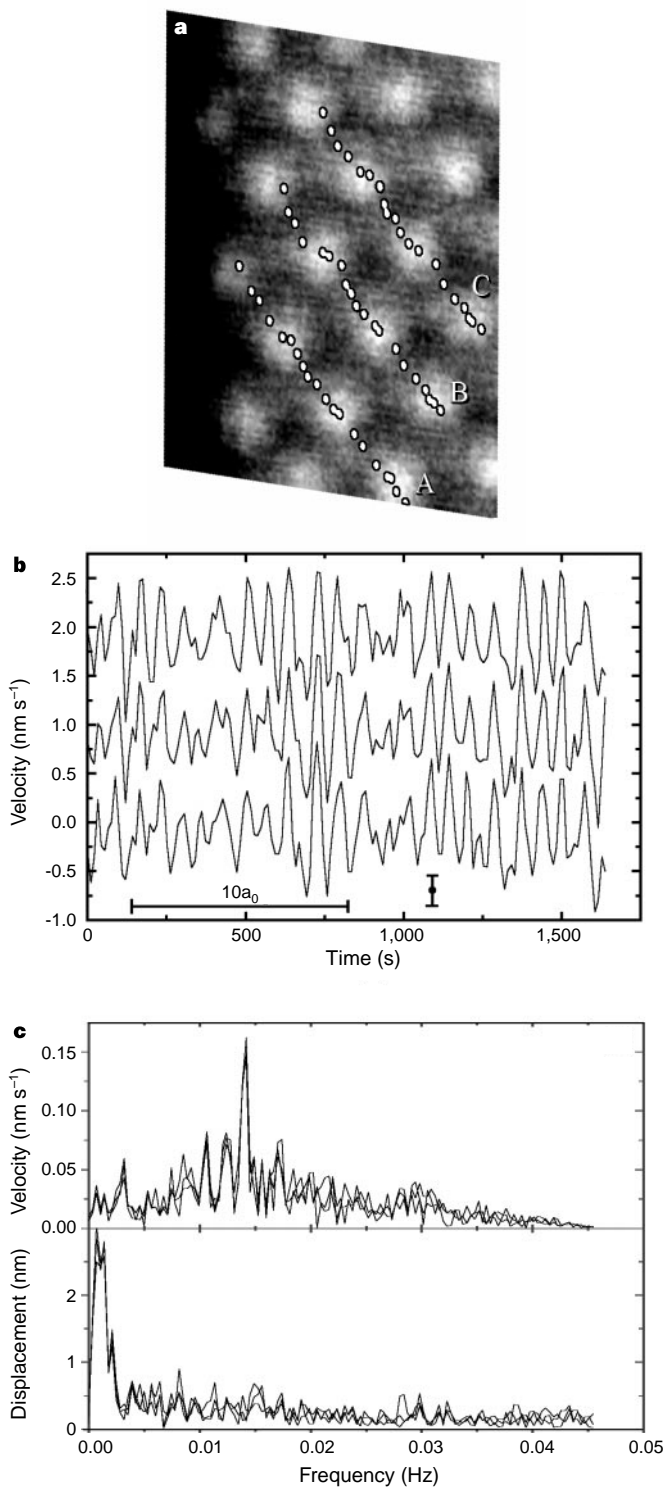 a
C
B
A
b
Velocity (nm s⁻¹)
2.5
2.0
1.5
1.0
0.5
0.0
-0.5
-1.0
10a₀
0 500 1,000 1,500
Time (s)
c
Velocity (nm s⁻¹)
0.15
0.10
0.05
0.00
Displacement (nm)
2
1
0
0.00 0.01 0.02 0.03 0.04 0.05
Frequency (Hz)